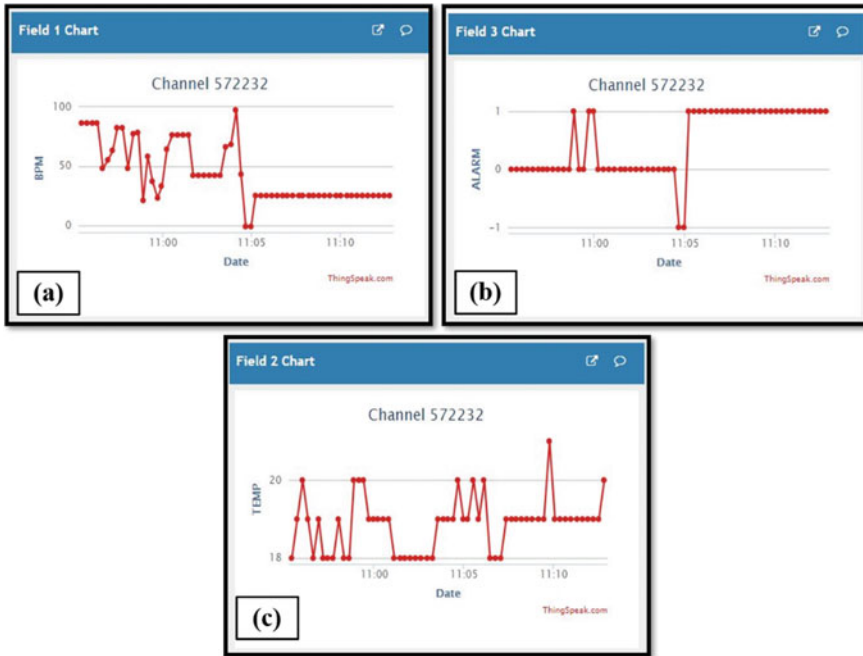 Field 1 Chart
Channel 572232
100
50
0
BPM
11:00
11:05
11:10
Date
ThingSpeak.com
(a)
Field 3 Chart
Channel 572232
1
0
-1
ALARM
11:00
11:05
11:10
Date
ThingSpeak.com
(b)
Field 2 Chart
Channel 572232
20
18
TEMP
11:00
11:05
11:10
Date
ThingSpeak.com
(c)